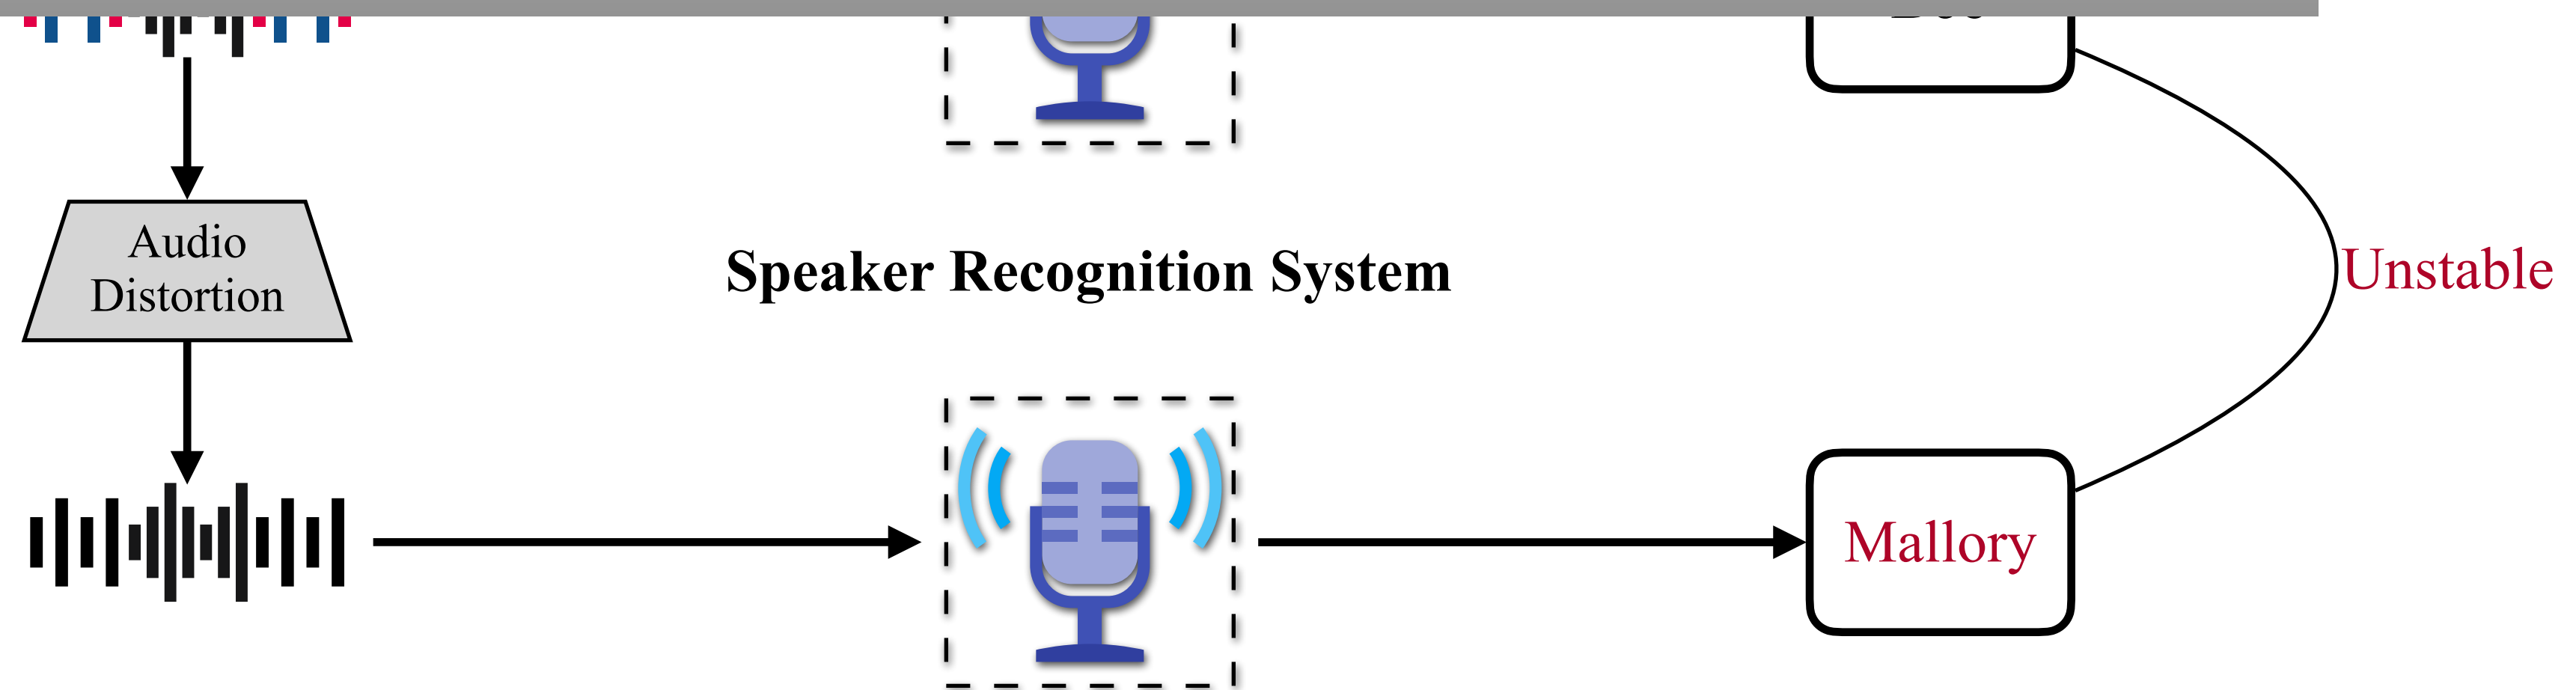 Audio
Distortion
Speaker Recognition System
Unstable
Mallory